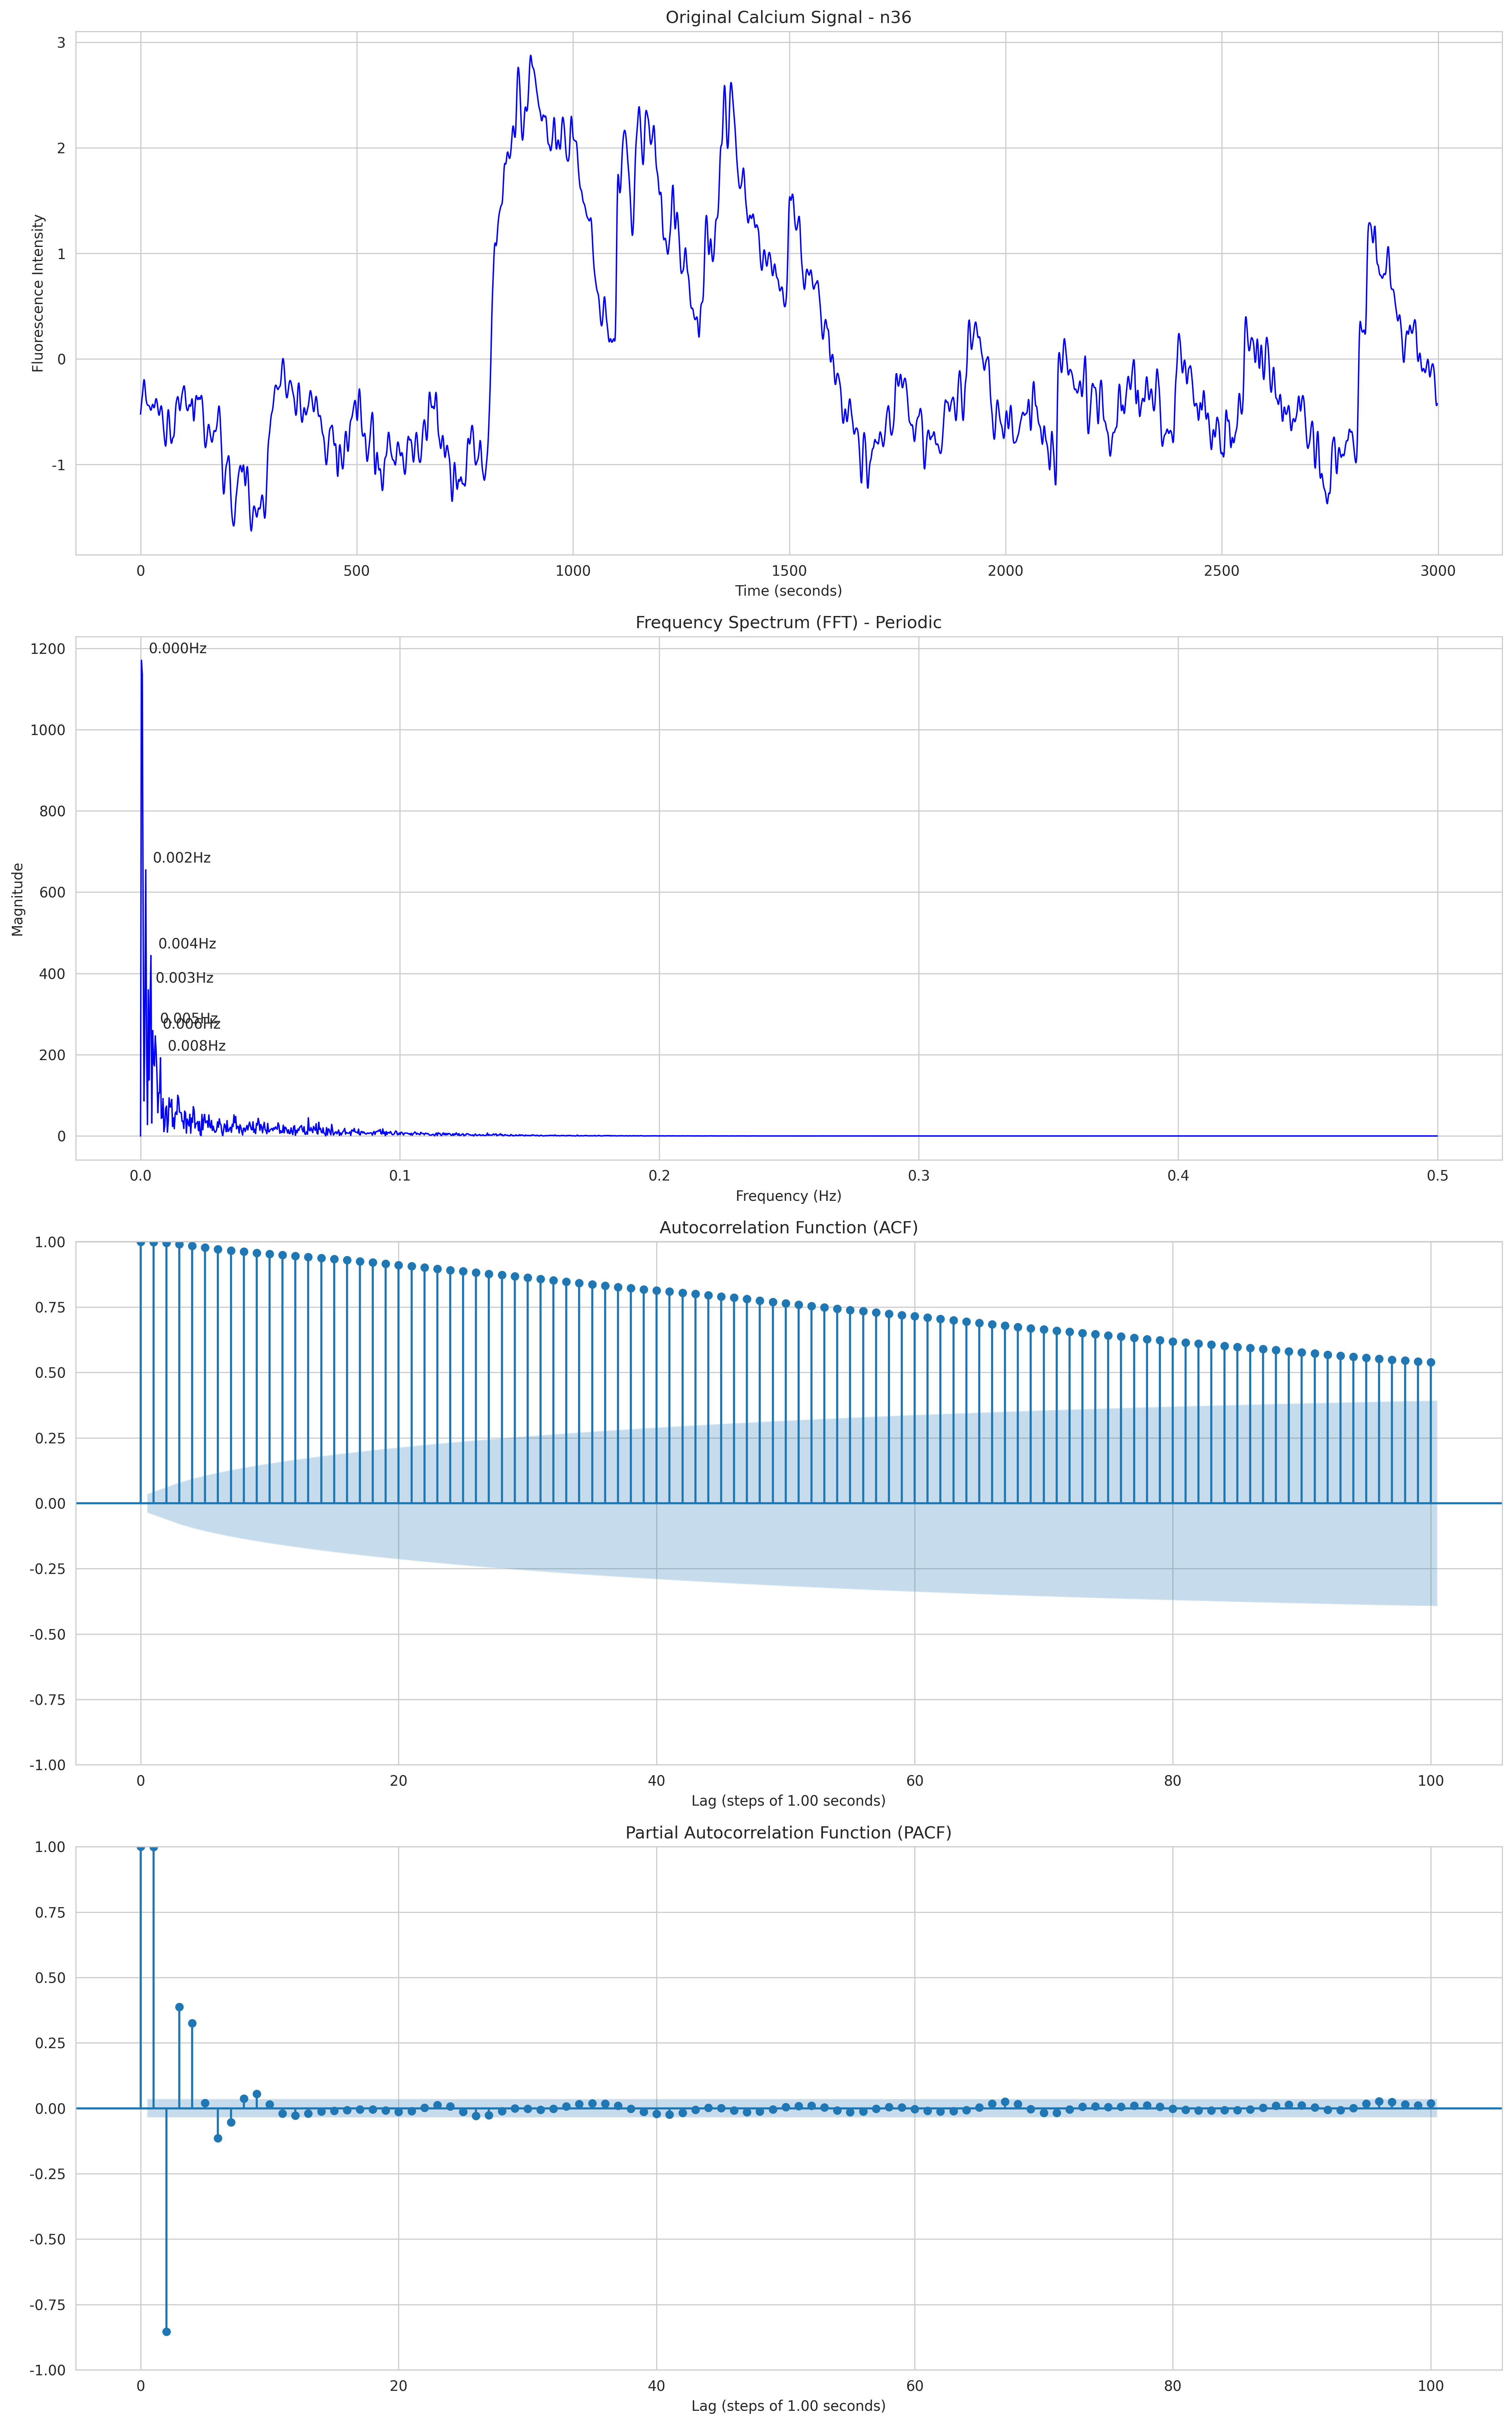 Original Calcium Signal - n36
Fluorescence Intensity
3
2
1
0
-1
0 500 1000 1500 2000 2500 3000
Time (seconds)
Frequency Spectrum (FFT) - Periodic
Magnitude
1200
1000
800
600
400
200
0
0.000Hz
0.002Hz
0.004Hz
0.003Hz
0.005Hz
0.006Hz
0.008Hz
0.0 0.1 0.2 0.3 0.4 0.5
Frequency (Hz)
Autocorrelation Function (ACF)
1.00
0.75
0.50
0.25
0.00
-0.25
-0.50
-0.75
-1.00
0 20 40 60 80 100
Lag (steps of 1.00 seconds)
Partial Autocorrelation Function (PACF)
1.00
0.75
0.50
0.25
0.00
-0.25
-0.50
-0.75
-1.00
0 20 40 60 80 100
Lag (steps of 1.00 seconds)